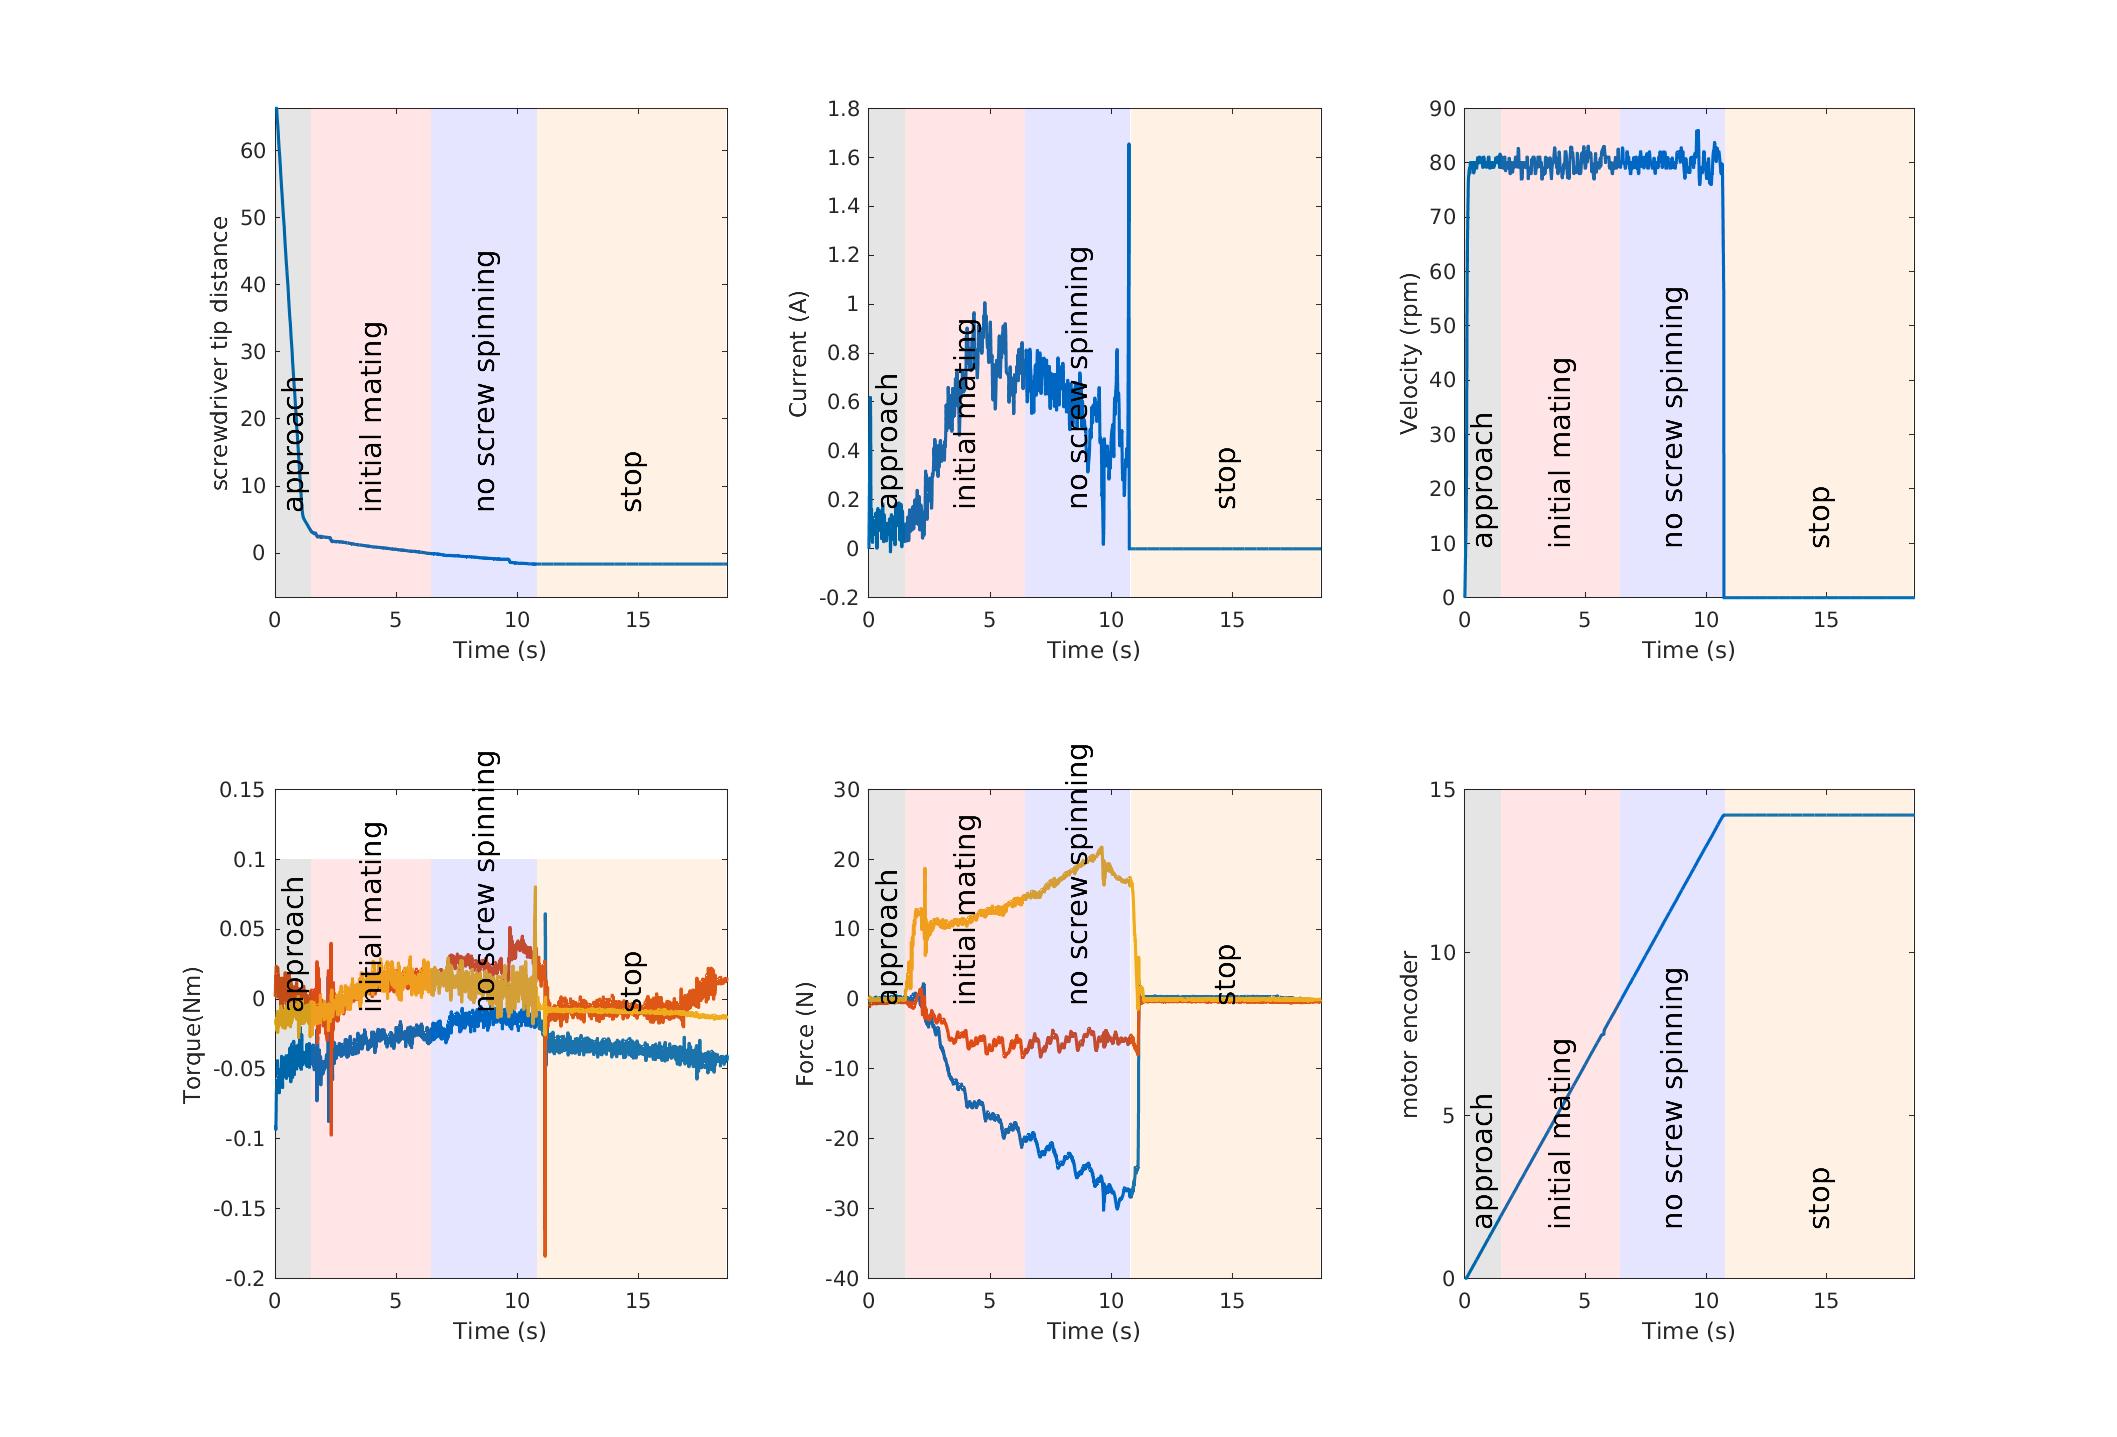 screwdriver tip distance
60
50
40
30
20
10
0
approach
initial mating
no screw spinning
stop
0 5 10 15
Time (s)
Current (A)
1.8
1.6
1.4
1.2
1
0.8
0.6
0.4
0.2
0
-0.2
approach
initial mating
no screw spinning
stop
0 5 10 15
Time (s)
Velocity (rpm)
90
80
70
60
50
40
30
20
10
0
approach
initial mating
no screw spinning
stop
0 5 10 15
Time (s)
Torque(Nm)
0.15
0.1
0.05
0
-0.05
-0.1
-0.15
-0.2
approach
initial mating
no screw spinning
stop
0 5 10 15
Time (s)
Force (N)
30
20
10
0
-10
-20
-30
-40
approach
initial mating
no screw spinning
stop
0 5 10 15
Time (s)
motor encoder
15
10
5
0
approach
initial mating
no screw spinning
stop
0 5 10 15
Time (s)